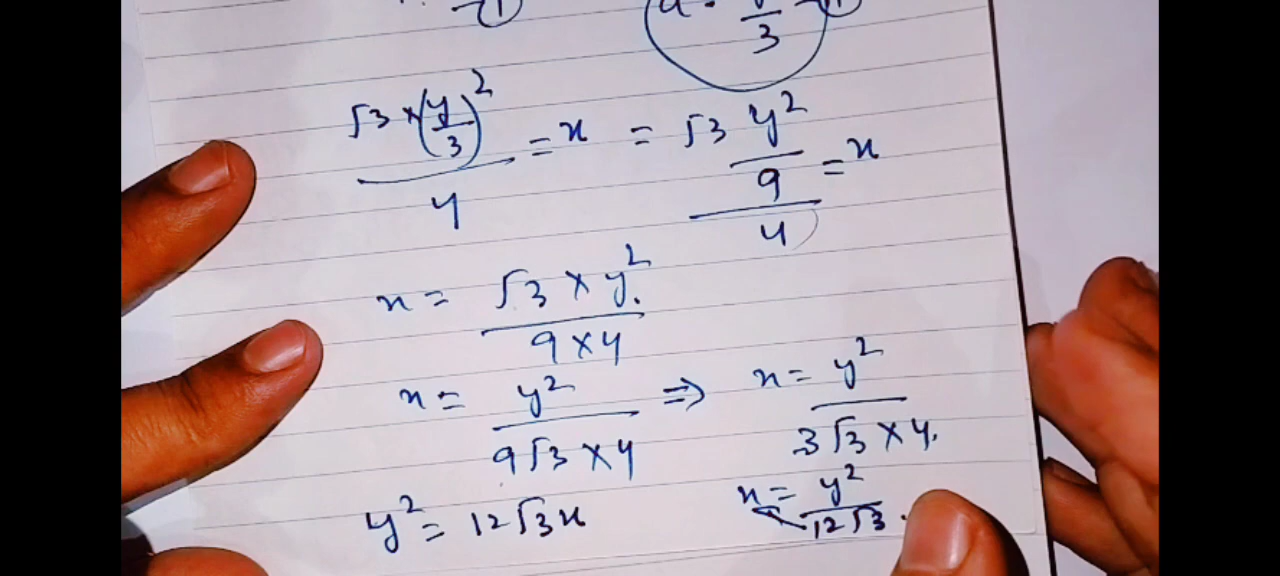 √3 × (y/3)² / 4 = x = √3 y²/9 / 4 = x
x = √3 × y² / 9 × 4
x = y² / 9√3 × 4 ⇒ x = y² / 3√3 × 4
y² = 12√3x
x = y² / 12√3